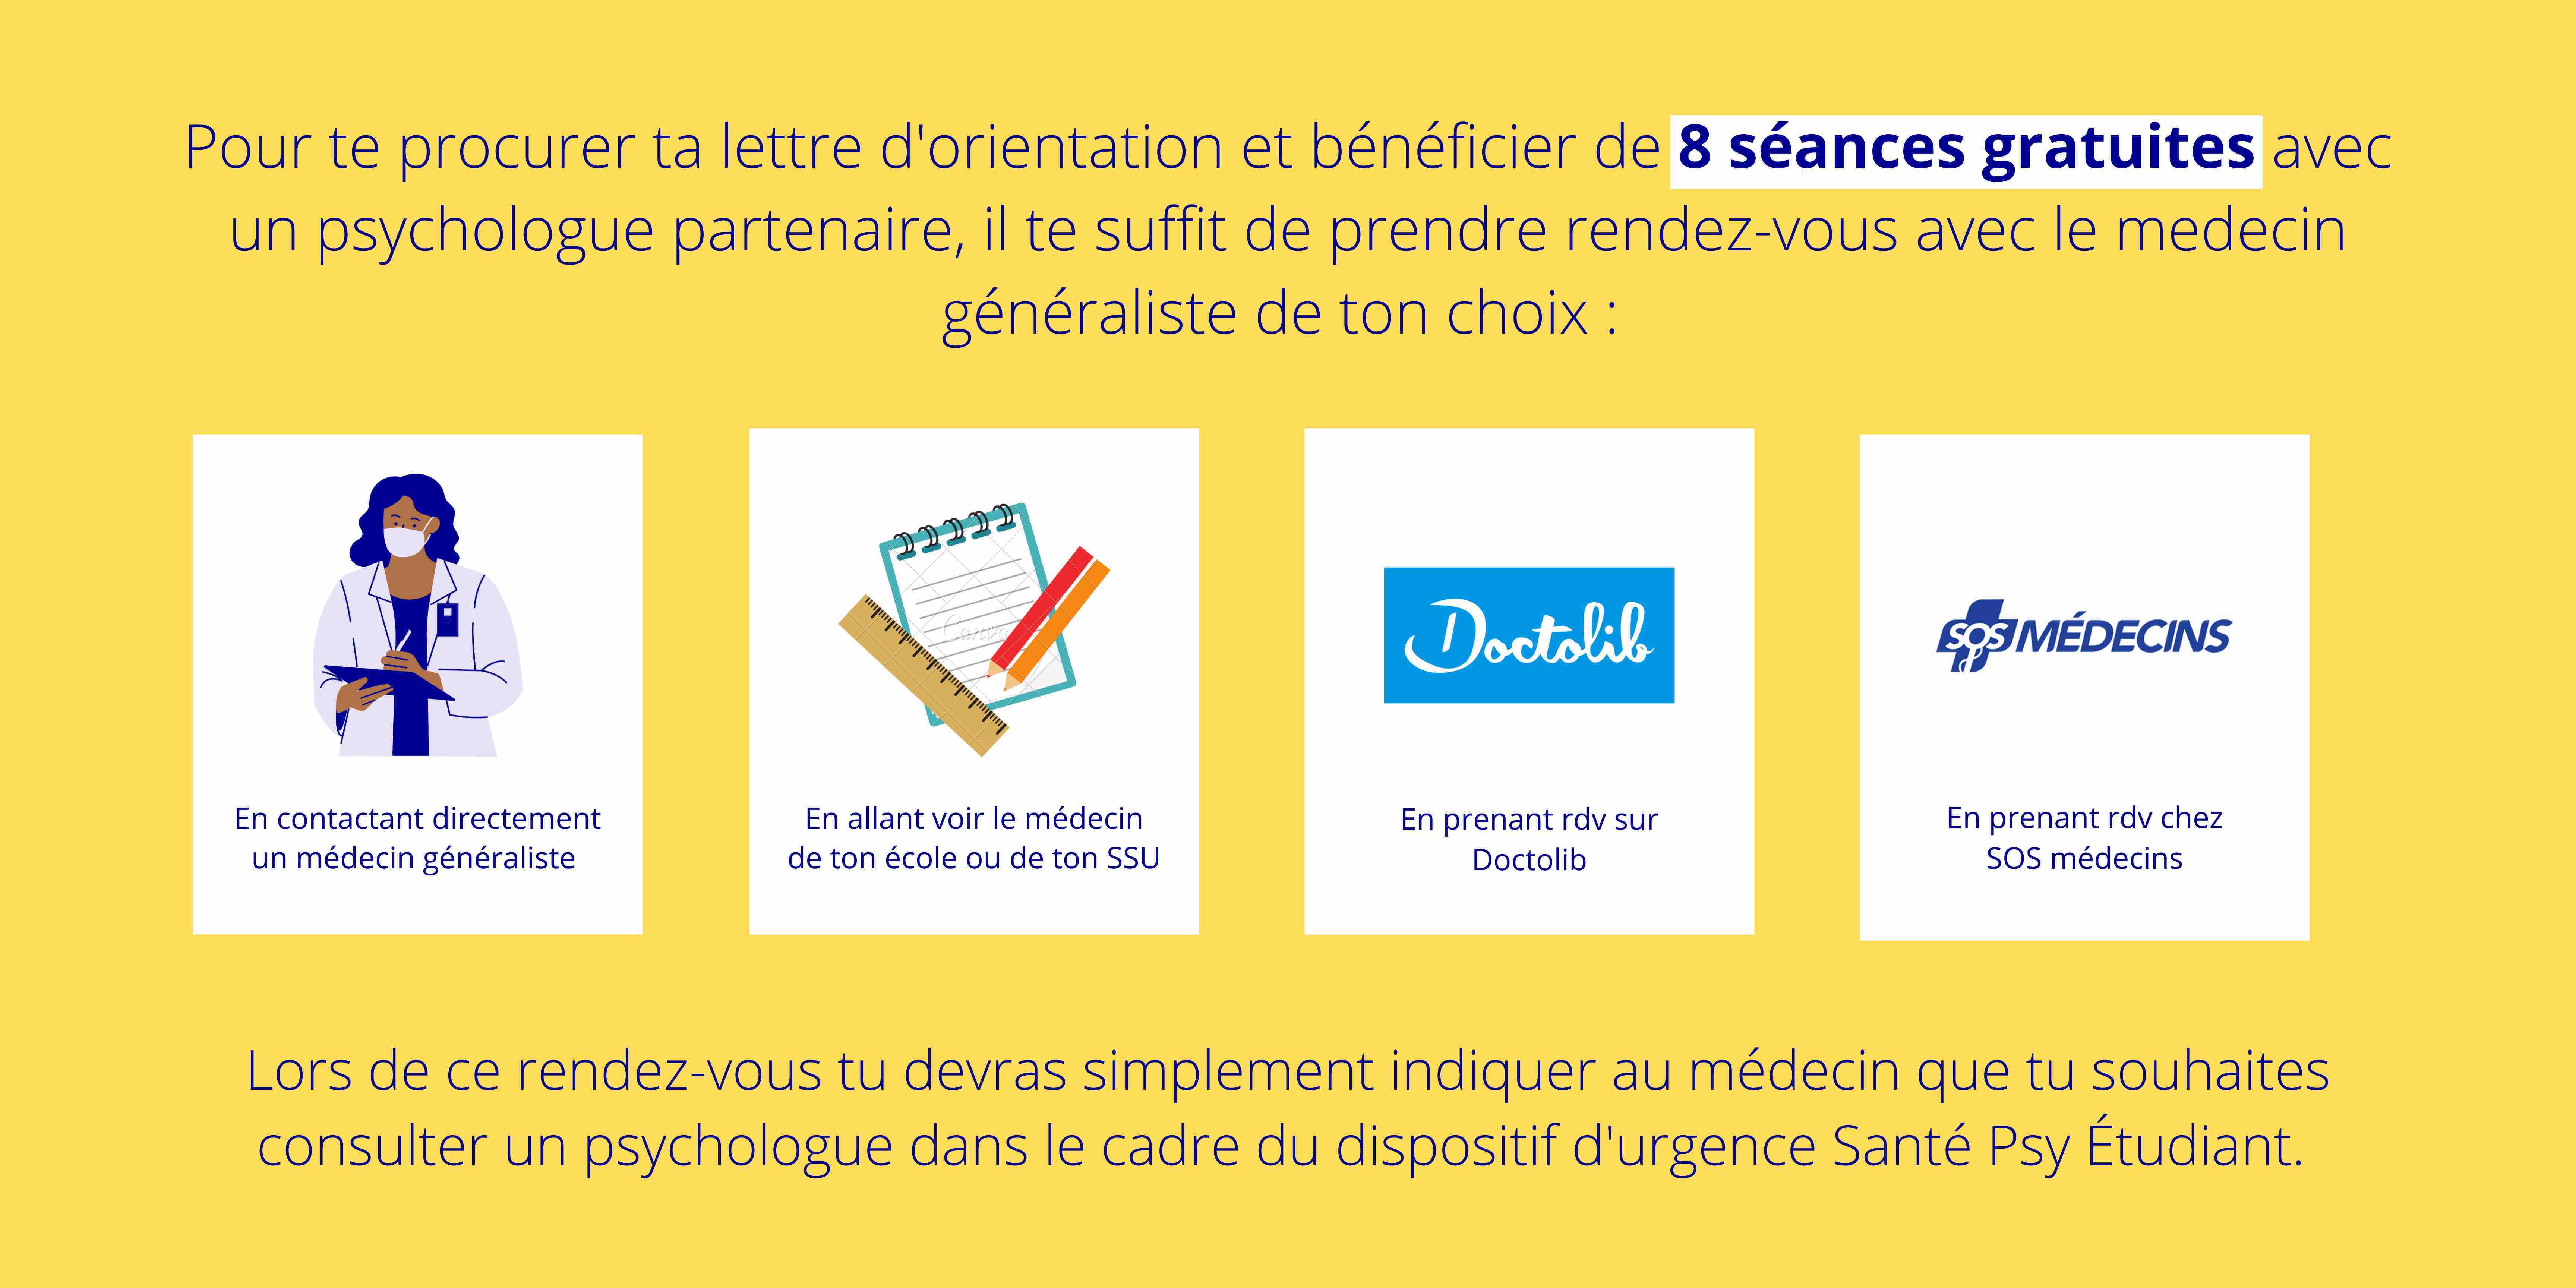 Pour te procurer ta lettre d'orientation et bénéficier de 8 séances gratuites avec
un psychologue partenaire, il te suffit de prendre rendez-vous avec le medecin
généraliste de ton choix :
Canva
Doctolib
SOS MÉDECINS
En contactant directement
un médecin généraliste
En allant voir le médecin
de ton école ou de ton SSU
En prenant rdv sur
Doctolib
En prenant rdv chez
SOS médecins
Lors de ce rendez-vous tu devras simplement indiquer au médecin que tu souhaites
consulter un psychologue dans le cadre du dispositif d'urgence Santé Psy Étudiant.